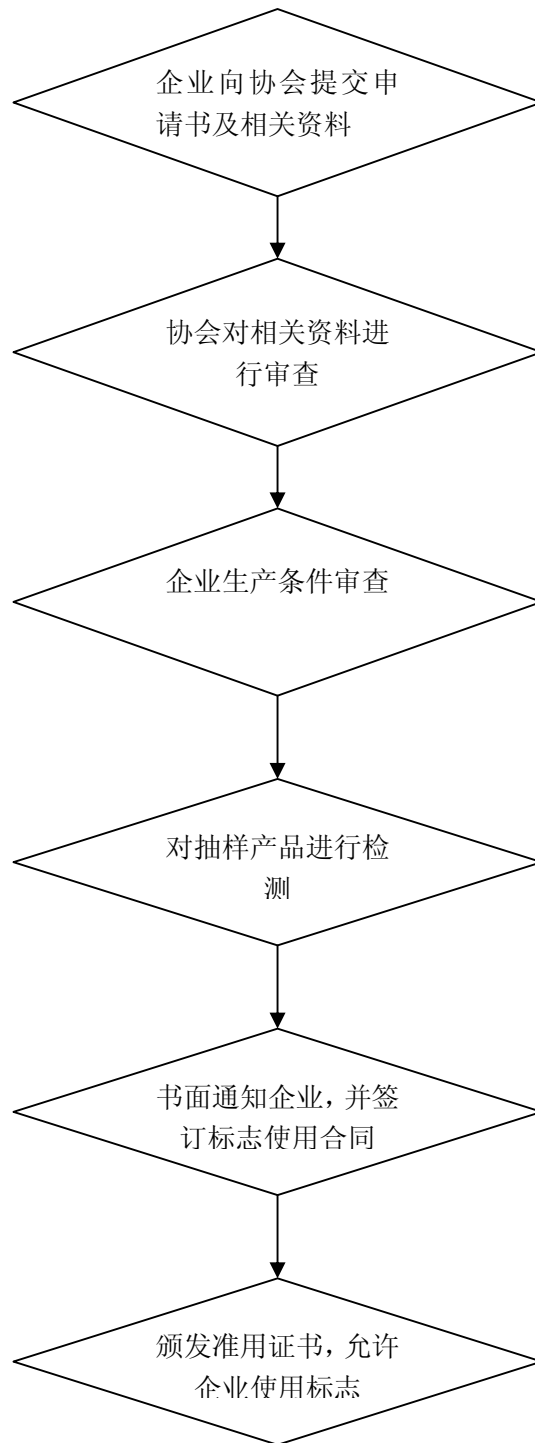 企业向协会提交申
请书及相关资料
协会对相关资料进
行审查
企业生产条件审查
对抽样产品进行检
测
书面通知企业，并签
订标志使用合同
颁发准用证书，允许
企业使用标志